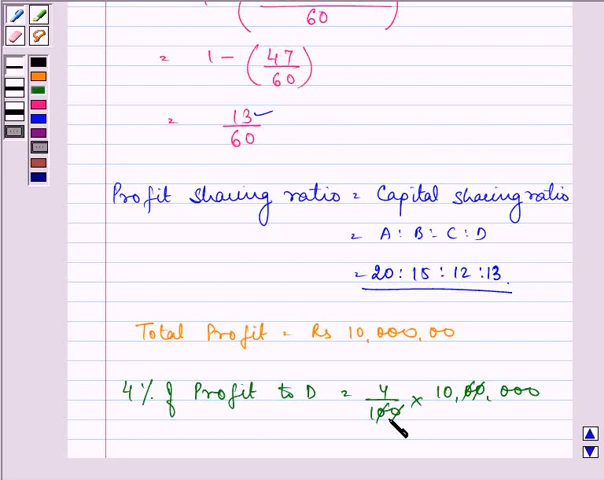 60
= 1 - (47/60)
= 13/60
Profit sharing ratio = Capital sharing ratio
= A : B : C : D
= 20 : 15 : 12 : 13
Total Profit = Rs 10,000,00
4% of Profit to D = 4/100 × 10,00,000